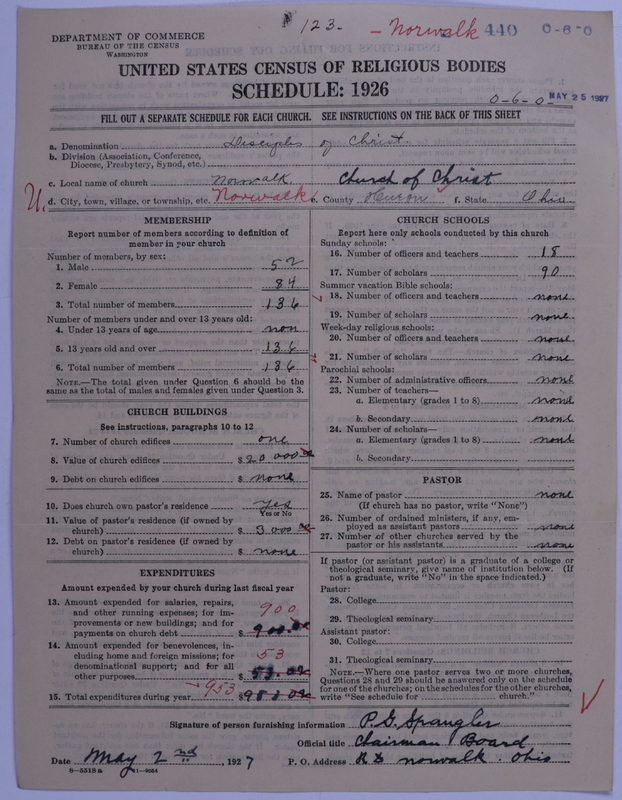 123- -Norwalk 440 0-6-0
DEPARTMENT OF COMMERCE
BUREAU OF THE CENSUS
WASHINGTON
UNITED STATES CENSUS OF RELIGIOUS BODIES
SCHEDULE: 1926
0-6-0- MAY 25 1927
FILL OUT A SEPARATE SCHEDULE FOR EACH CHURCH. SEE INSTRUCTIONS ON THE BACK OF THIS SHEET
a. Denomination Disciples of Christ.
b. Division (Association, Conference,
Diocese, Presbytery, Synod, etc.)
c. Local name of church Norwalk Church of Christ
U. d. City, town, village, or township, etc. Norwalk e. County Huron f. State Ohio
MEMBERSHIP
Report number of members according to definition of
member in your church
Number of members, by sex:
1. Male 52
2. Female 84
3. Total number of members 136
Number of members under and over 13 years old:
4. Under 13 years of age non
5. 13 years old and over 136
6. Total number of members 136
NOTE.—The total given under Question 6 should be the
same as the total of males and females given under Question 3.
CHURCH BUILDINGS
See instructions, paragraphs 10 to 12
7. Number of church edifices one
8. Value of church edifices $20 000 00
9. Debt on church edifices $ none
10. Does church own pastor's residence Yes
Yes or No
11. Value of pastor's residence (if owned by
church) $ 3 000
12. Debt on pastor's residence (if owned by
church) $ none
EXPENDITURES
Amount expended by your church during last fiscal year
13. Amount expended for salaries, repairs,
and other running expenses; for im-
provements or new buildings; and for
payments on church debt 900 $ 900.00
14. Amount expended for benevolences, in-
cluding home and foreign missions; for
denominational support; and for all
other purposes 53 $ 53.00
15. Total expenditures during year 953 $ 953.00
CHURCH SCHOOLS
Report here only schools conducted by this church
Sunday schools:
16. Number of officers and teachers 18
17. Number of scholars 90
Summer vacation Bible schools:
18. Number of officers and teachers none
19. Number of scholars none
Week-day religious schools:
20. Number of officers and teachers none
21. Number of scholars none
Parochial schools:
22. Number of administrative officers none
23. Number of teachers—
a. Elementary (grades 1 to 8) none
b. Secondary none
24. Number of scholars—
a. Elementary (grades 1 to 8) none
b. Secondary
PASTOR
25. Name of pastor none
(If church has no pastor, write "None")
26. Number of ordained ministers, if any, em-
ployed as assistant pastors none
27. Number of other churches served by the
pastor or his assistants none
If pastor (or assistant pastor) is a graduate of a college or
theological seminary, give name of institution below. (If
not a graduate, write "No" in the space indicated.)
Pastor:
28. College
29. Theological seminary
Assistant pastor:
30. College
31. Theological seminary
NOTE.—Where one pastor serves two or more churches,
Questions 28 and 29 should be answered only on the schedule
for one of the churches; on the schedules for the other churches,
write "See schedule for church."
Signature of person furnishing information P. G. Spangler
Official title Chairman Board
Date May 2nd, 1927 P. O. Address Norwalk. Ohio
8—5518 a